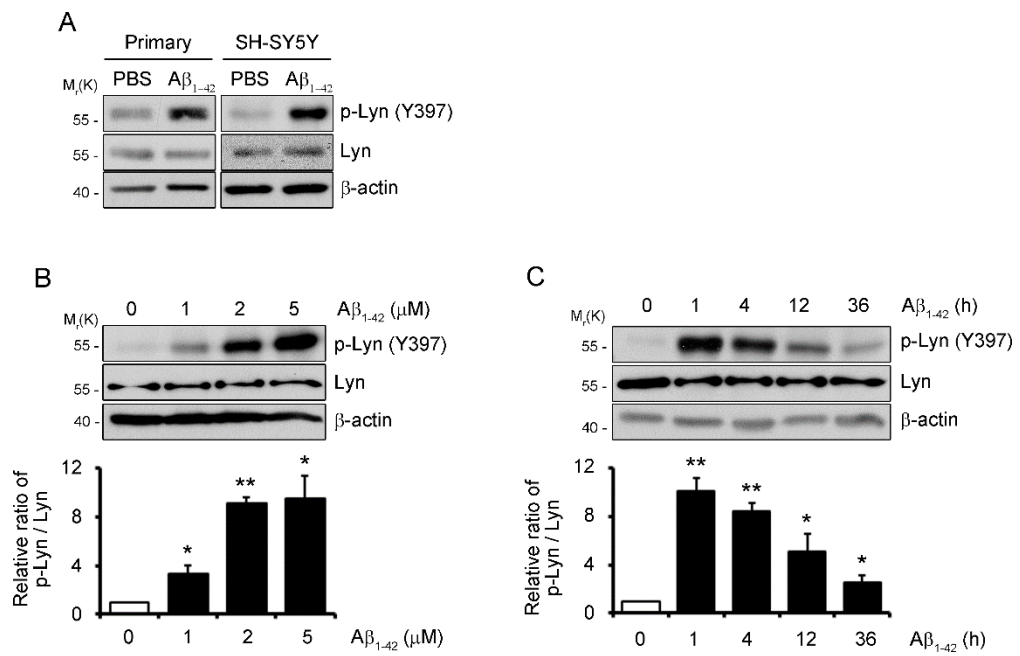 A
Primary SH-SY5Y
Mr(K) PBS Aβ1–42 PBS Aβ1–42
55 - p-Lyn (Y397)
55 - Lyn
40 - β-actin
B
Mr(K) 0 1 2 5 Aβ1-42 (μM)
55 - p-Lyn (Y397)
55 - Lyn
40 - β-actin
Relative ratio of
p-Lyn / Lyn
12
8
4
0
* ** *
0 1 2 5 Aβ1-42 (μM)
C
Mr(K) 0 1 4 12 36 Aβ1-42 (h)
55 - p-Lyn (Y397)
55 - Lyn
40 - β-actin
Relative ratio of
p-Lyn / Lyn
12
8
4
0
** ** * *
0 1 4 12 36 Aβ1-42 (h)